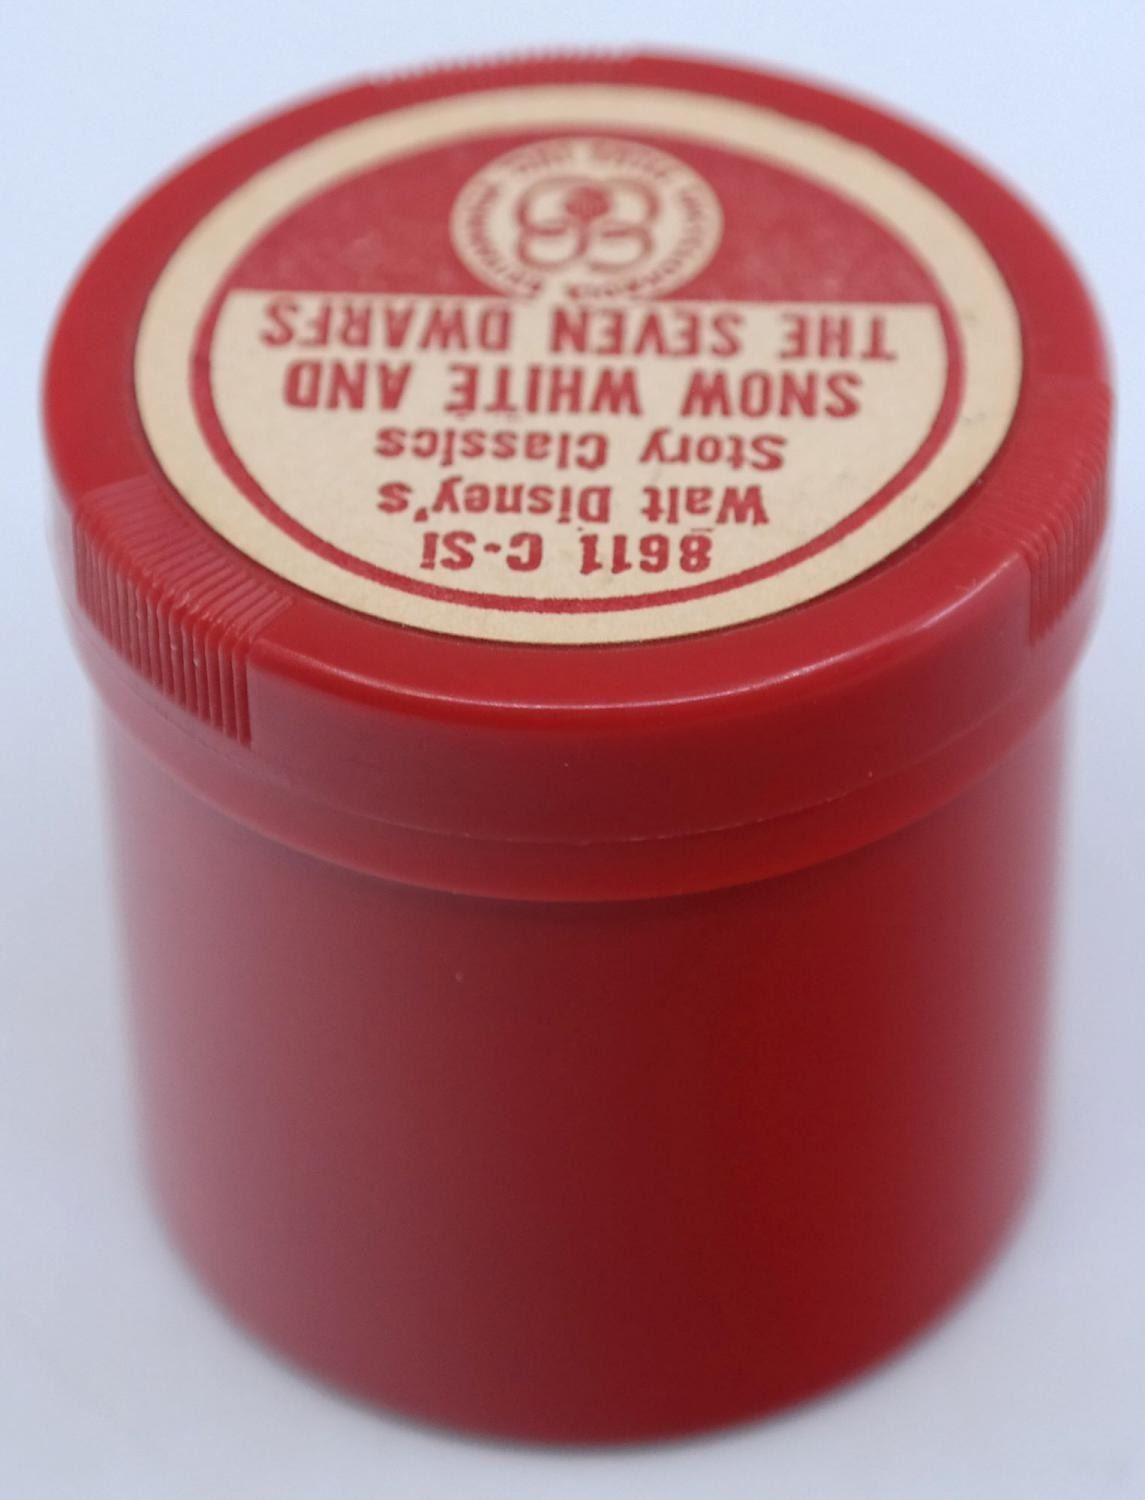 8611 C-Si
Walt Disney's
Story Classics
SNOW WHITE AND
THE SEVEN DWARFS